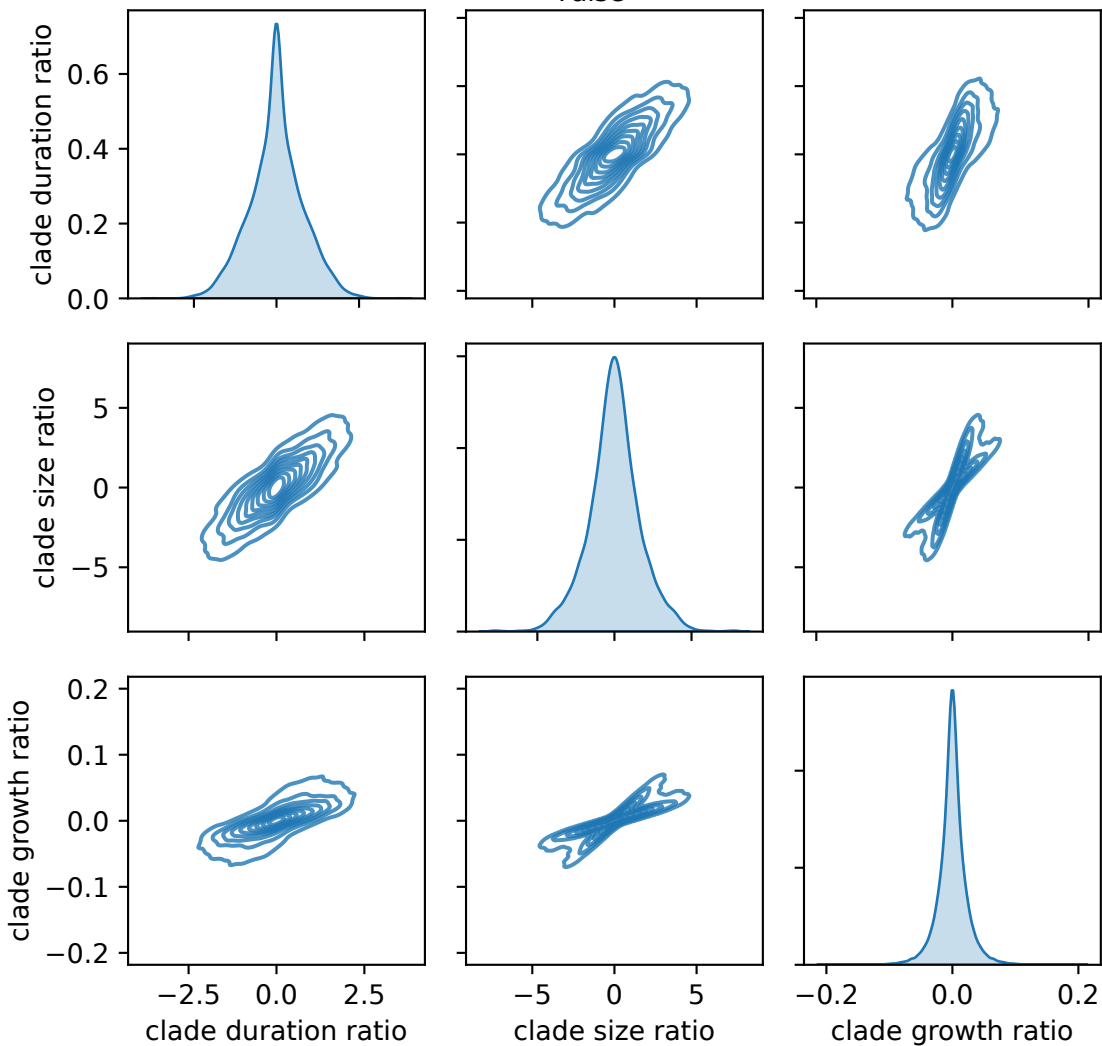 clade duration ratio
0.6
0.4
0.2
0.0
clade size ratio
5
0
−5
clade growth ratio
0.2
0.1
0.0
−0.1
−0.2
−2.5 0.0 2.5
−5 0 5
−0.2 0.0 0.2
clade duration ratio
clade size ratio
clade growth ratio